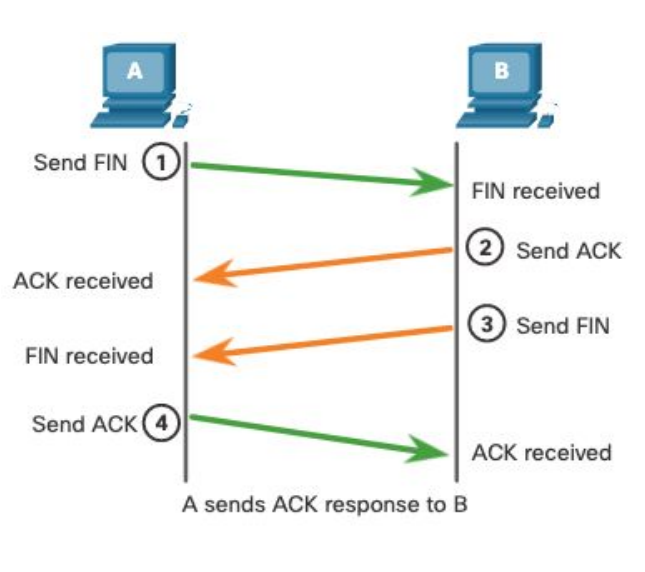 A
B
Send FIN 1
FIN received
2 Send ACK
ACK received
3 Send FIN
FIN received
Send ACK 4
ACK received
A sends ACK response to B